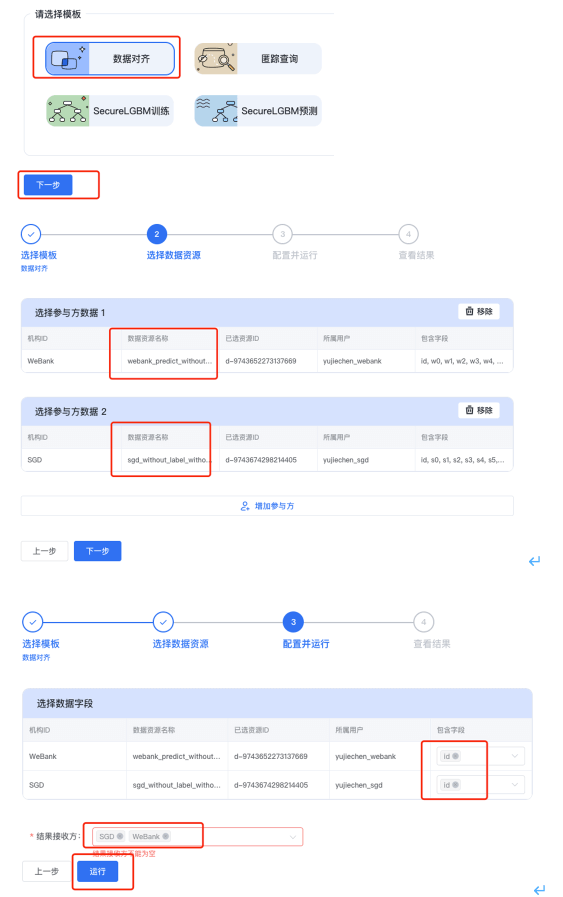 请选择模板
数据对齐
匿踪查询
SecureLGBM训练
SecureLGBM预测
下一步
2
3
4
选择模板
选择数据资源
配置并运行
查看结果
数据对齐
选择参与方数据 1
移除
机构ID
数据资源名称
已选资源ID
所属用户
包含字段
WeBank
webank_predict_without...
d-9743652273137669
yujiechen_webank
id, w0, w1, w2, w3, w4, ...
选择参与方数据 2
移除
机构ID
数据资源名称
已选资源ID
所属用户
包含字段
SGD
sgd_without_label_witho...
d-9743674298214405
yujiechen_sgd
id, s0, s1, s2, s3, s4, s5,...
增加参与方
上一步
下一步
3
4
选择模板
选择数据资源
配置并运行
查看结果
数据对齐
选择数据字段
机构ID
数据资源名称
已选资源ID
所属用户
包含字段
WeBank
webank_predict_without...
d-9743652273137669
yujiechen_webank
id
SGD
sgd_without_label_witho...
d-9743674298214405
yujiechen_sgd
id
* 结果接收方:
SGD
WeBank
结果接收方不能为空
上一步
运行